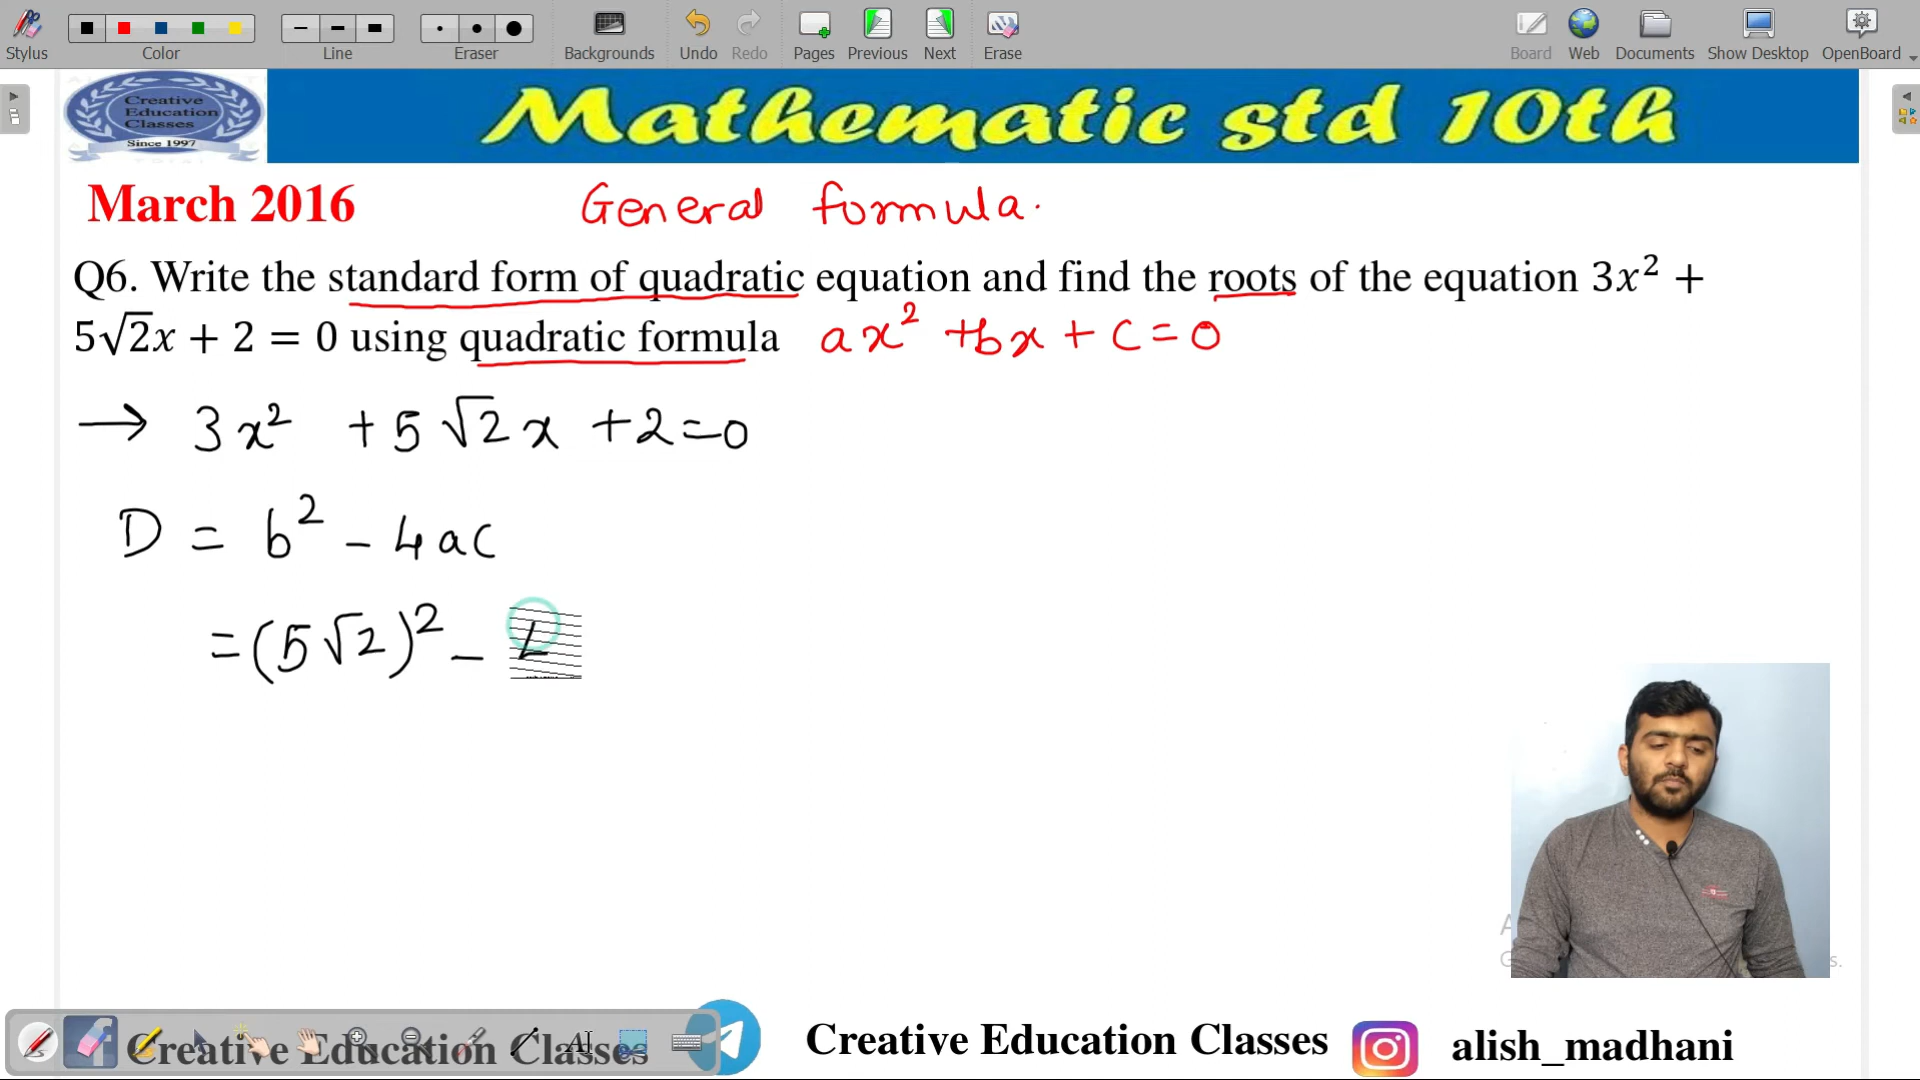 Stylus Color Line Eraser Backgrounds Undo Redo Pages Previous Next Erase Board Web Documents Show Desktop OpenBoard
Creative
Education
Classes
Since 1997
Mathematic std 10th
March 2016 General formula.
Q6. Write the standard form of quadratic equation and find the roots of the equation 3x² +
5√2x + 2 = 0 using quadratic formula ax² +bx + c = 0
→ 3x² + 5√2x + 2 = 0
D = b² - 4ac
= (5√2)² -
Creative Education Classes Creative Education Classes alish_madhani